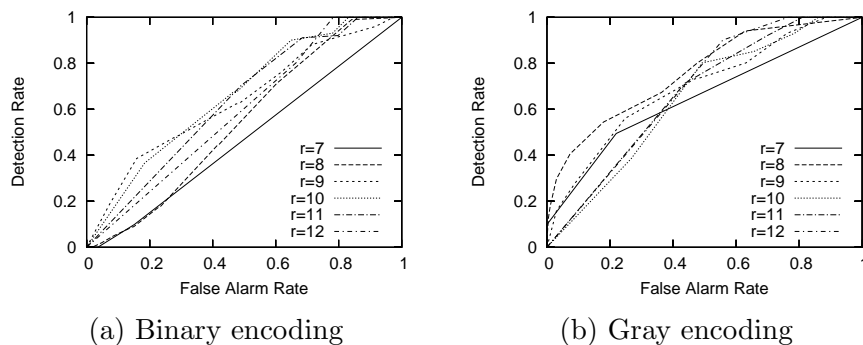 1
0.8
0.6
0.4
0.2
0
Detection Rate
r=7
r=8
r=9
r=10
r=11
r=12
0 0.2 0.4 0.6 0.8 1
False Alarm Rate
(a) Binary encoding
1
0.8
0.6
0.4
0.2
0
Detection Rate
r=7
r=8
r=9
r=10
r=11
r=12
0 0.2 0.4 0.6 0.8 1
False Alarm Rate
(b) Gray encoding